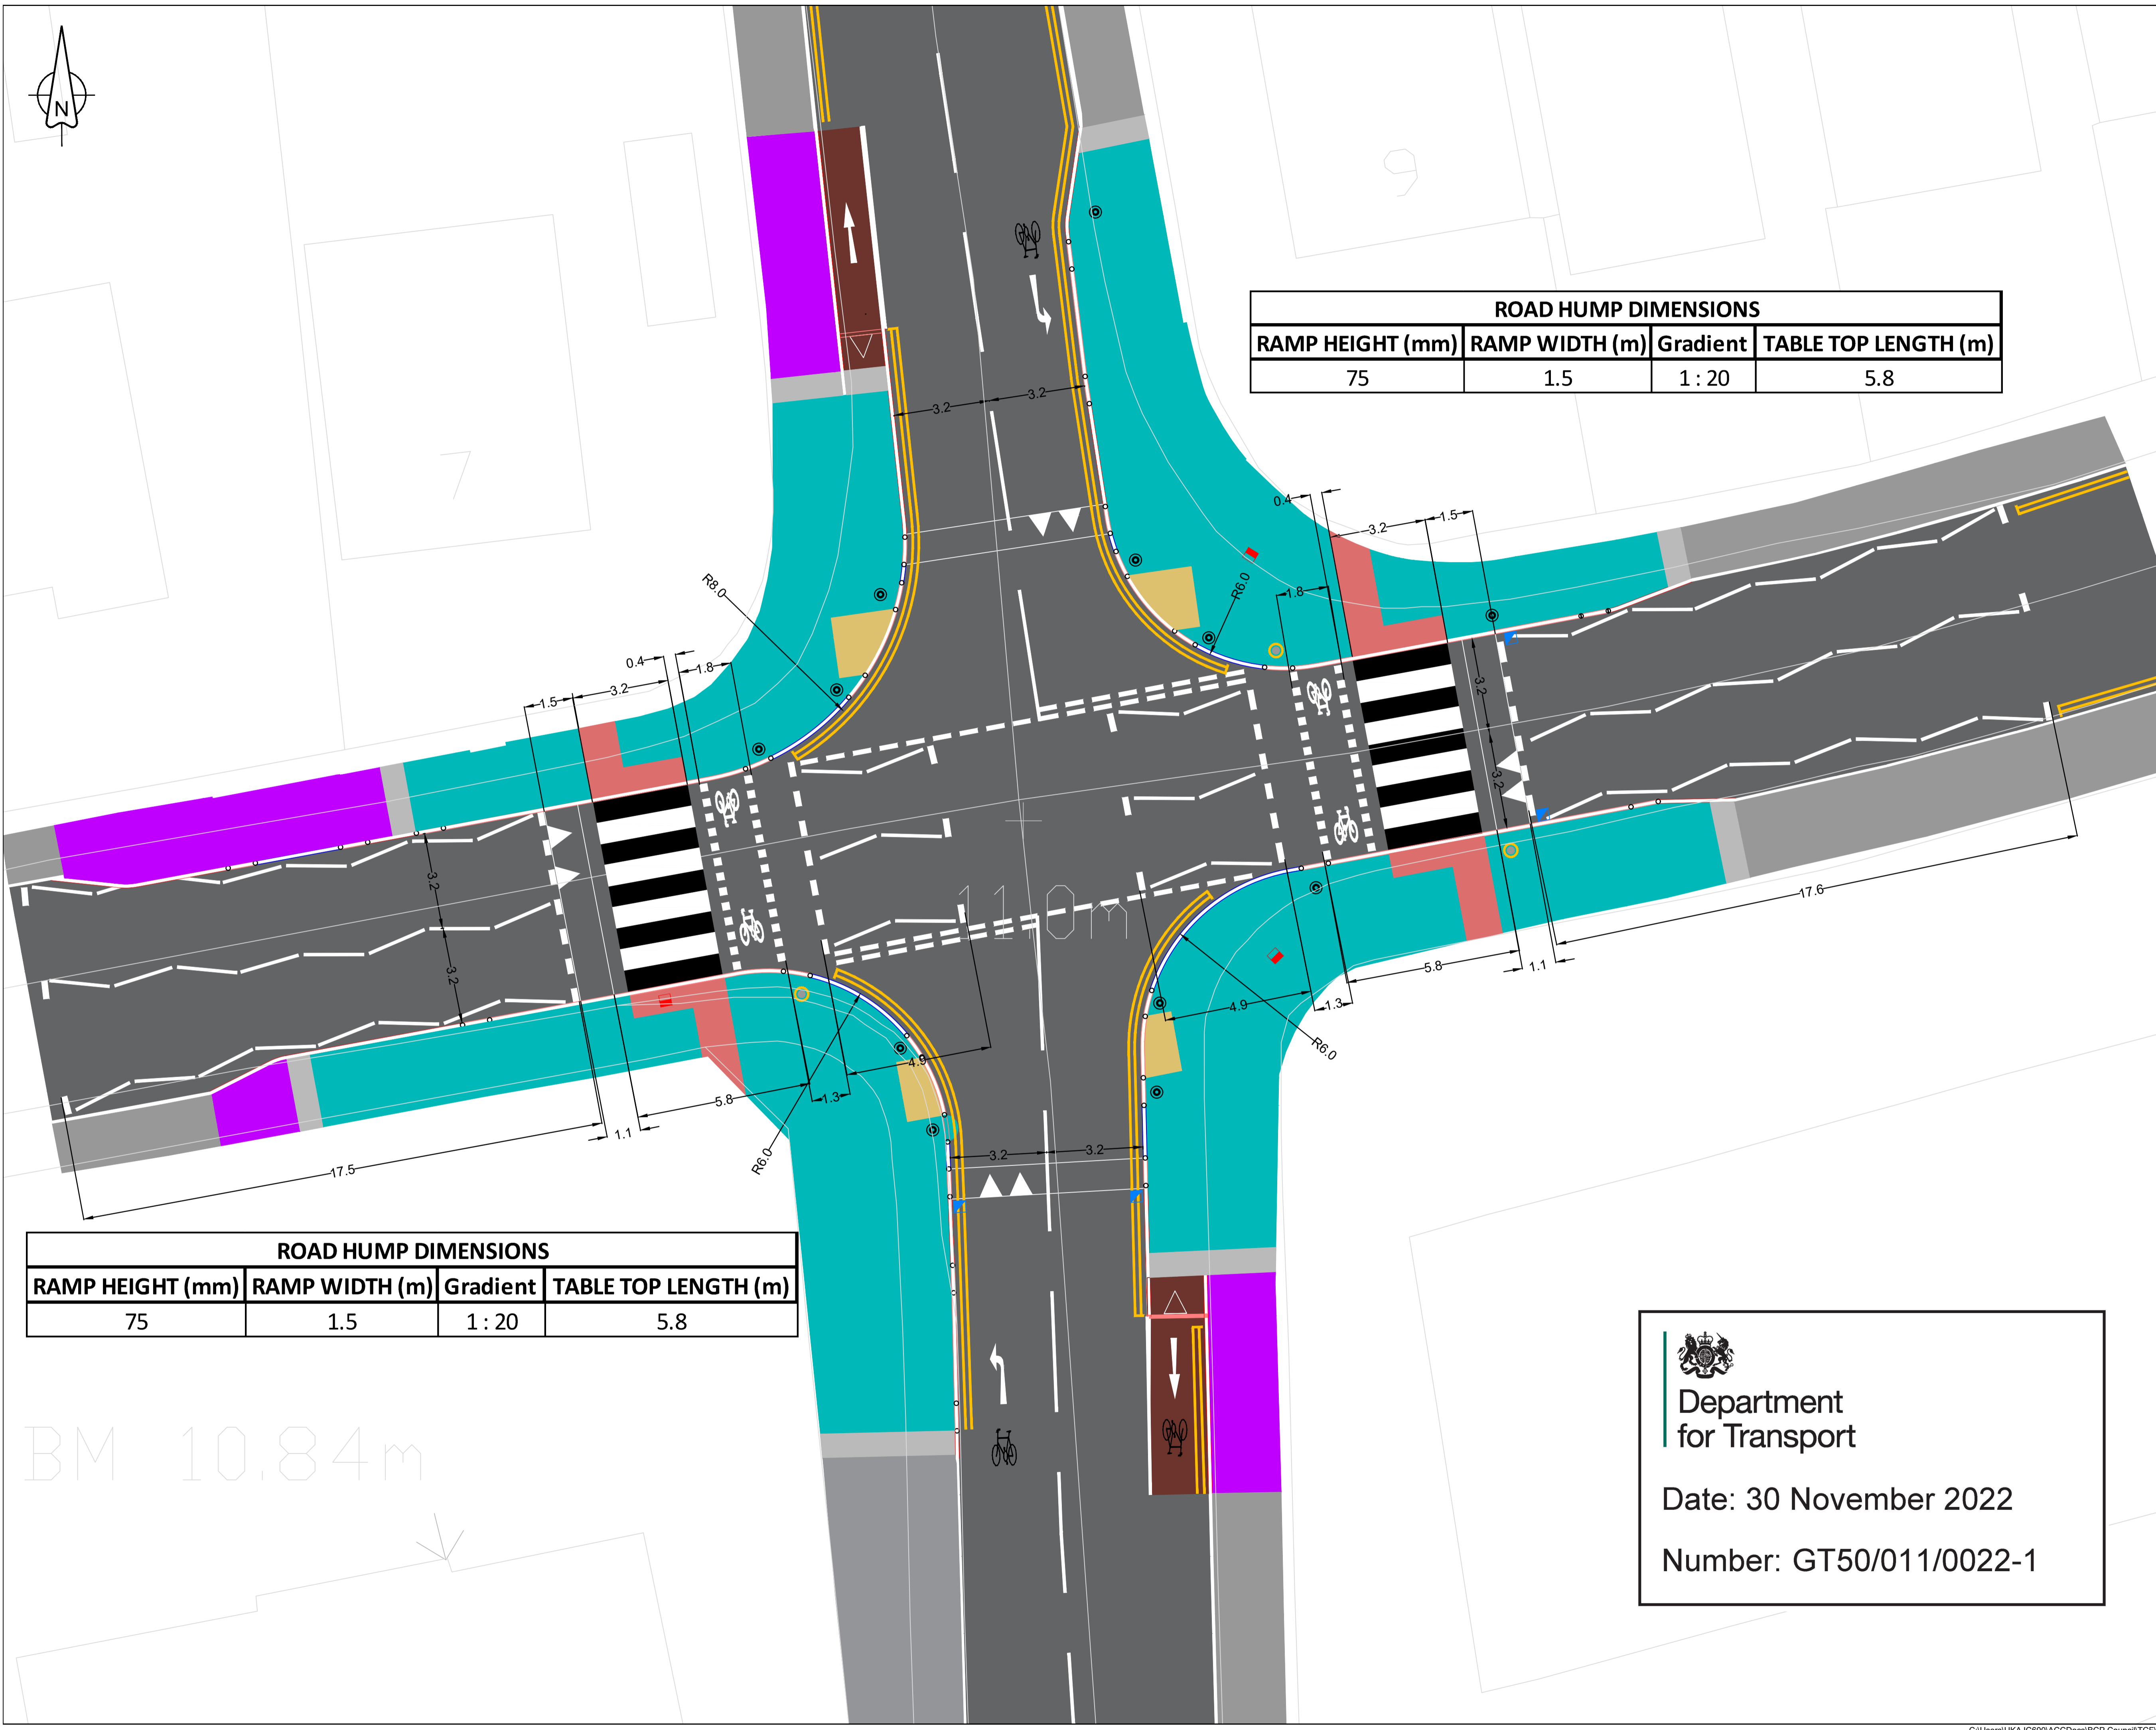 N
9
7
ROAD HUMP DIMENSIONS
RAMP HEIGHT (mm) RAMP WIDTH (m) Gradient TABLE TOP LENGTH (m)
75 1.5 1 : 20 5.8
3.2 3.2
0.4
3.2
1.5
R8.0
R6.0
1.8
0.4
1.8
3.2
1.5
3.2
3.2
3.2
3.2
11.0m
17.6
5.8
1.1
4.9
1.3
R6.0
4.9
5.8
1.3
1.1
R6.0
17.5
3.2 3.2
ROAD HUMP DIMENSIONS
RAMP HEIGHT (mm) RAMP WIDTH (m) Gradient TABLE TOP LENGTH (m)
75 1.5 1 : 20 5.8
BM 10.84m
Department
for Transport
Date: 30 November 2022
Number: GT50/011/0022-1